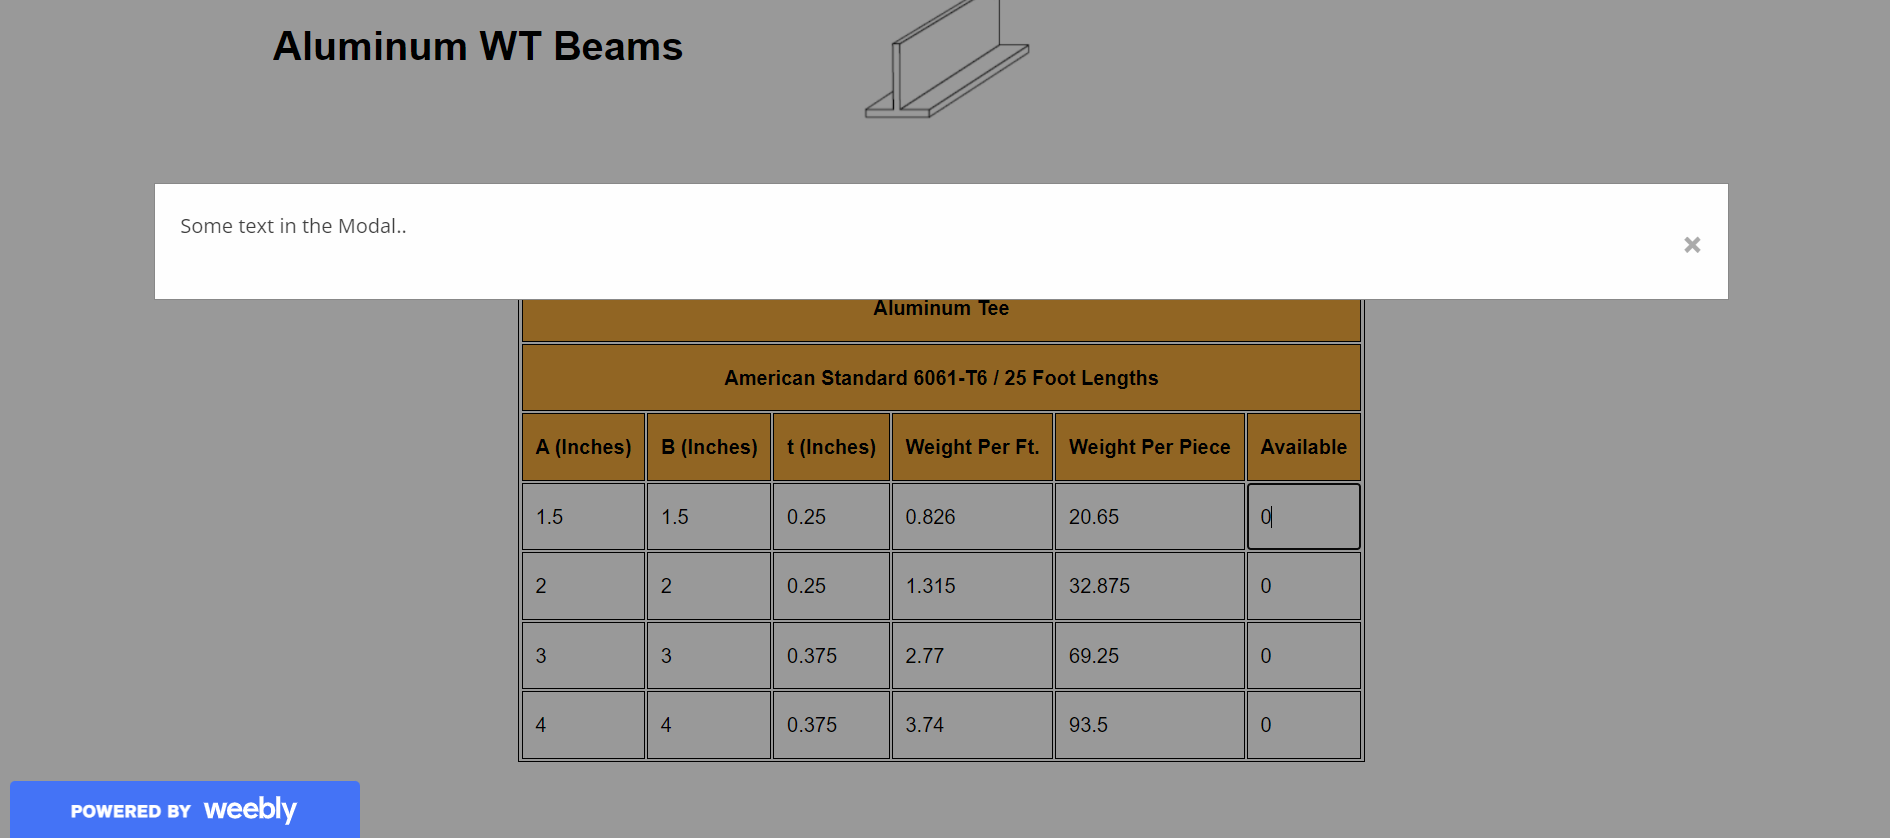 Aluminum WT Beams
Some text in the Modal..
×
Aluminum Tee
American Standard 6061-T6 / 25 Foot Lengths
A (Inches) B (Inches) t (Inches) Weight Per Ft. Weight Per Piece Available
1.5 1.5 0.25 0.826 20.65 0
2 2 0.25 1.315 32.875 0
3 3 0.375 2.77 69.25 0
4 4 0.375 3.74 93.5 0
POWERED BY weebly